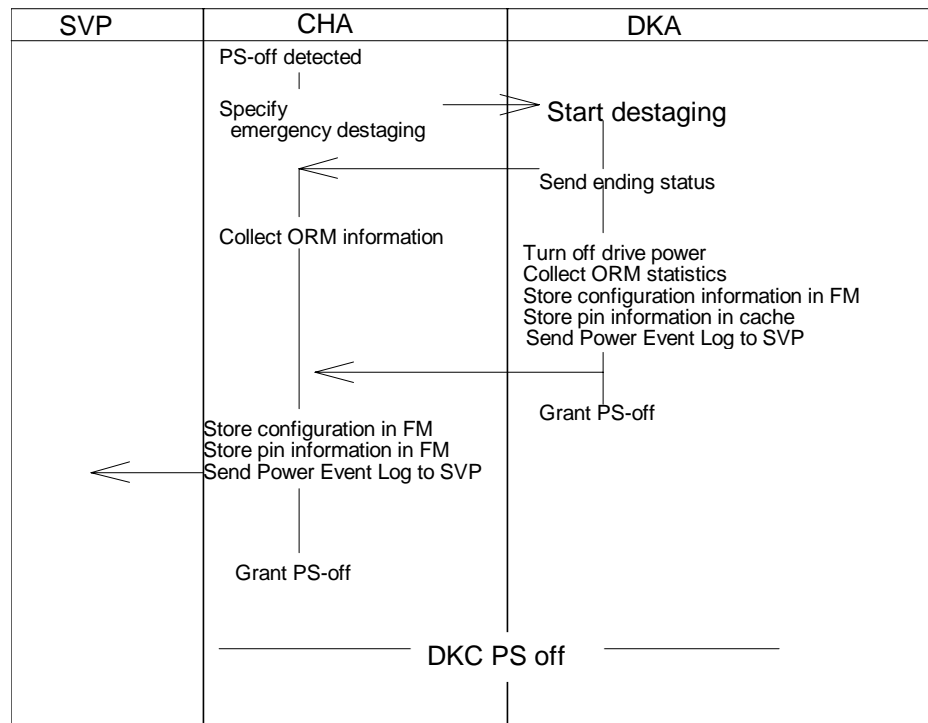 SVP
CHA
DKA
PS-off detected
Specify
emergency destaging
Start destaging
Send ending status
Collect ORM information
Turn off drive power
Collect ORM statistics
Store configuration information in FM
Store pin information in cache
Send Power Event Log to SVP
Grant PS-off
Store configuration in FM
Store pin information in FM
Send Power Event Log to SVP
Grant PS-off
DKC PS off